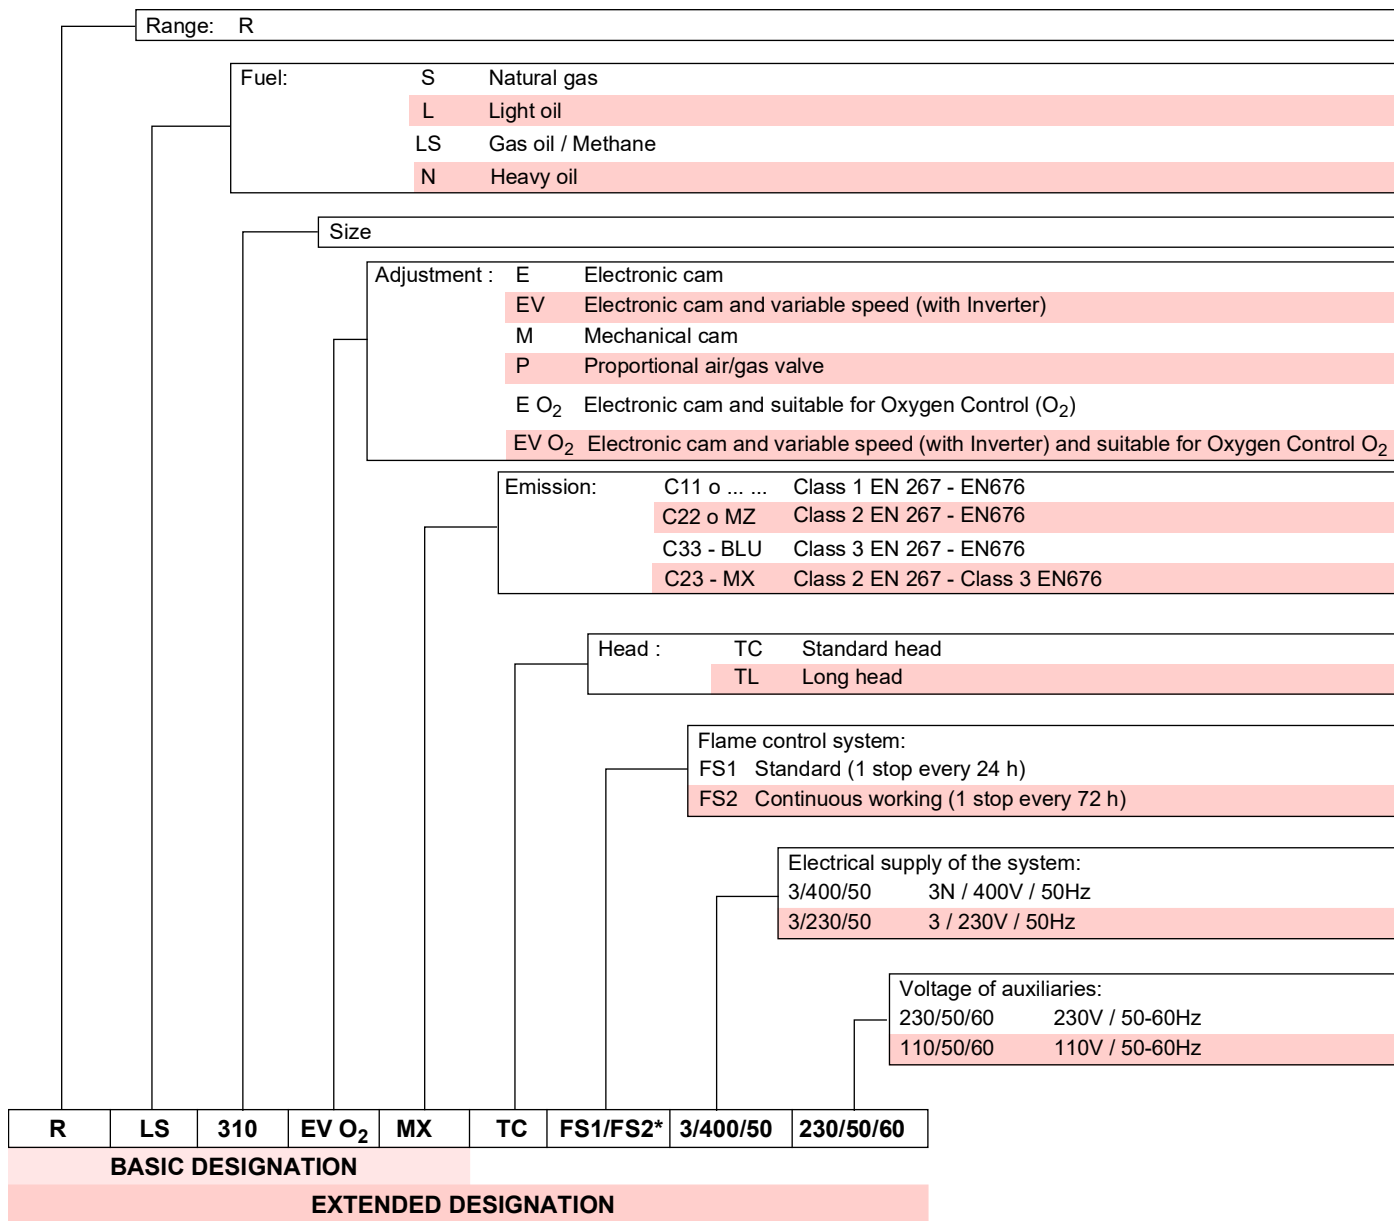 Range: R
Fuel: S Natural gas
L Light oil
LS Gas oil / Methane
N Heavy oil
Size
Adjustment : E Electronic cam
EV Electronic cam and variable speed (with Inverter)
M Mechanical cam
P Proportional air/gas valve
E O₂ Electronic cam and suitable for Oxygen Control (O₂)
EV O₂ Electronic cam and variable speed (with Inverter) and suitable for Oxygen Control O₂
Emission: C11 o ... ... Class 1 EN 267 - EN676
C22 o MZ Class 2 EN 267 - EN676
C33 - BLU Class 3 EN 267 - EN676
C23 - MX Class 2 EN 267 - Class 3 EN676
Head : TC Standard head
TL Long head
Flame control system:
FS1 Standard (1 stop every 24 h)
FS2 Continuous working (1 stop every 72 h)
Electrical supply of the system:
3/400/50 3N / 400V / 50Hz
3/230/50 3 / 230V / 50Hz
Voltage of auxiliaries:
230/50/60 230V / 50-60Hz
110/50/60 110V / 50-60Hz
R LS 310 EV O₂ MX TC FS1/FS2* 3/400/50 230/50/60
BASIC DESIGNATION
EXTENDED DESIGNATION